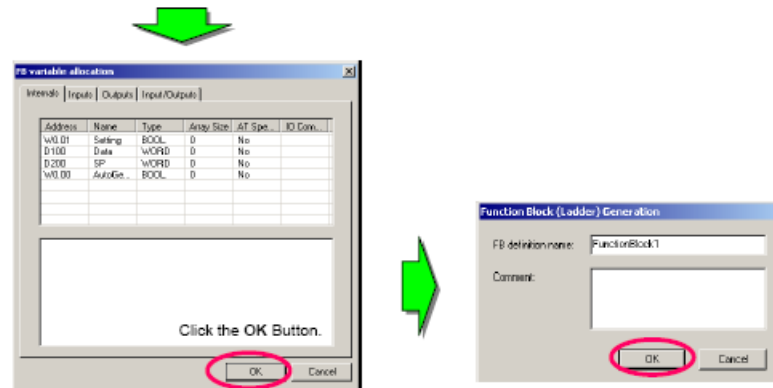 FB variable allocation
Internals Inputs Outputs Input/Outputs
Address Name Type Array Size AT Spe... IO Com...
W0.01 Setting BOOL 0 No
D100 Data WORD 0 No
D200 SP WORD 0 No
W0.00 AutoGe... BOOL 0 No
Click the OK Button.
OK Cancel
Function Block (Ladder) Generation
FB definition name: FunctionBlock1
Comment:
OK Cancel